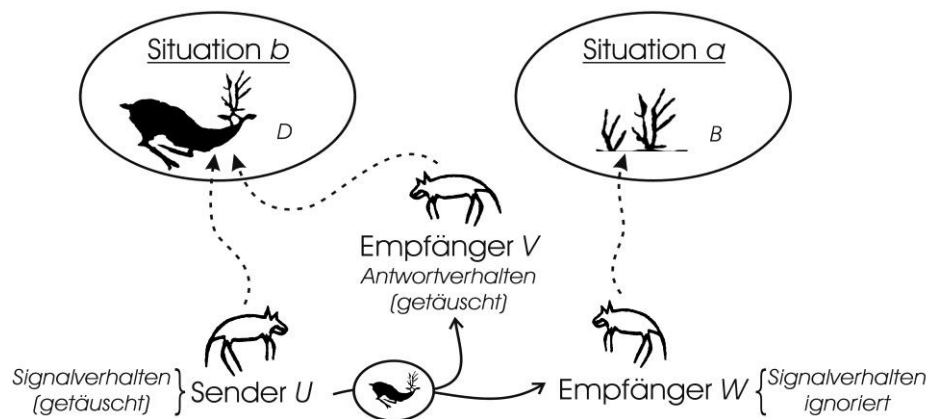 Situation b
D
Situation a
B
Empfänger V
Antwortverhalten
(getäuscht)
Signalverhalten
(getäuscht)
Sender U
Empfänger W
Signalverhalten
ignoriert